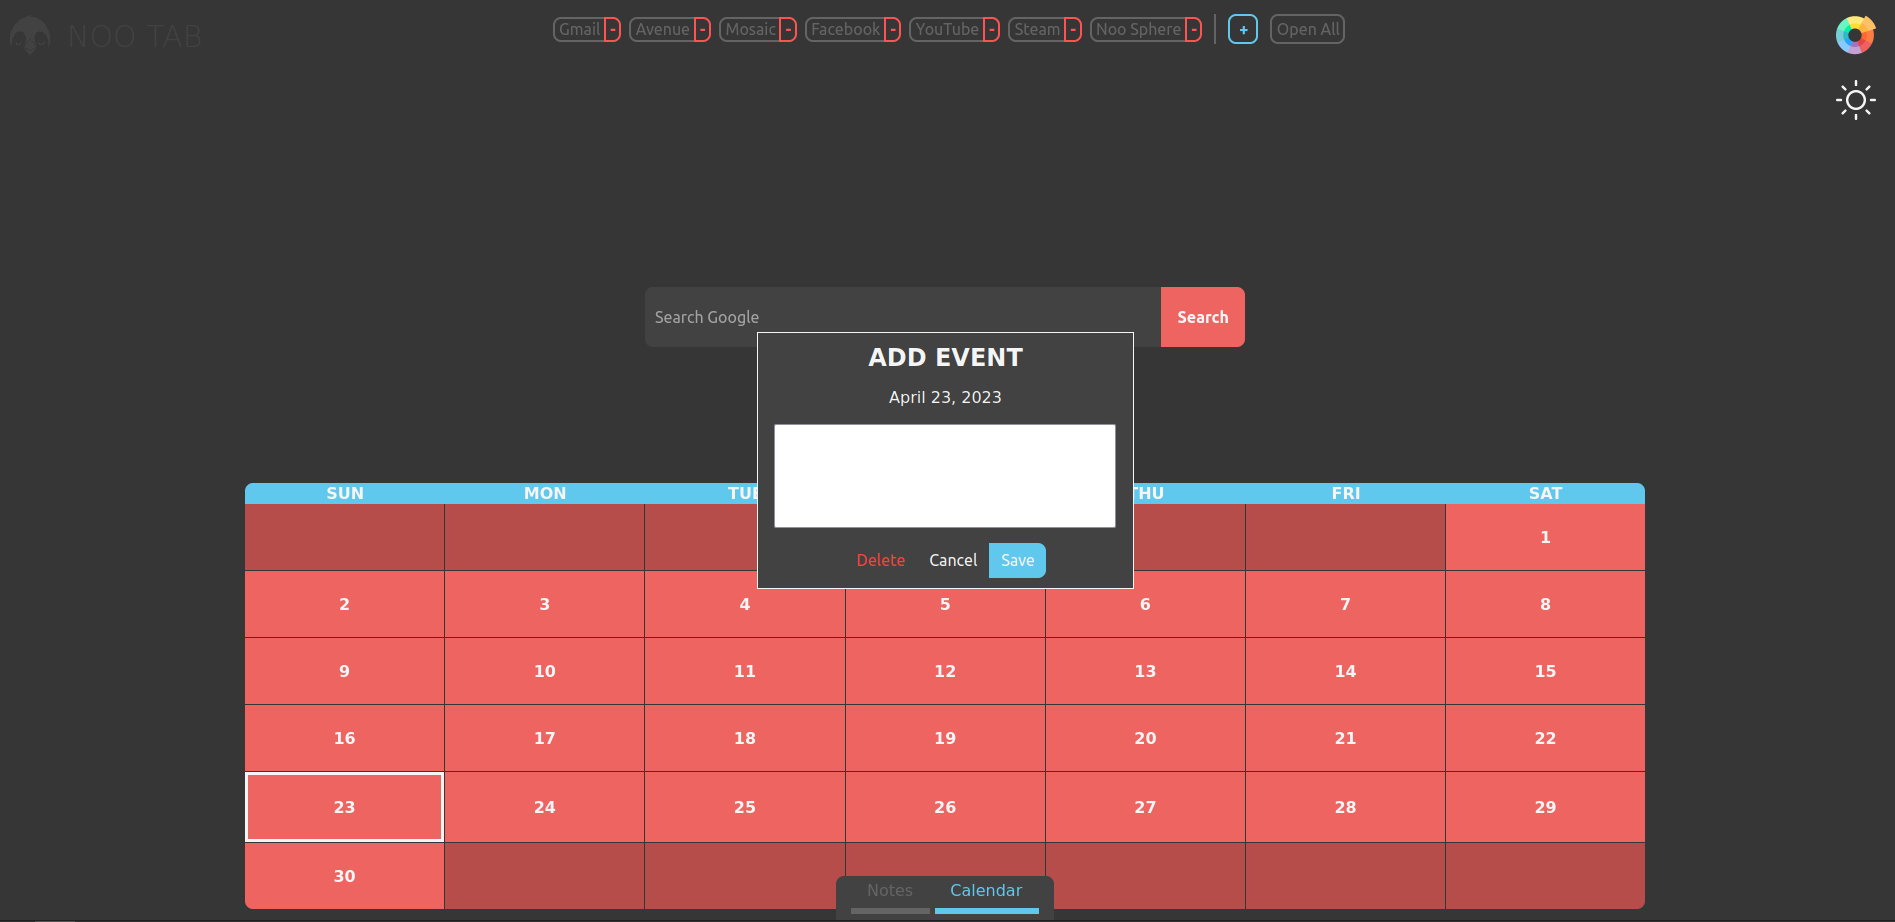 NOO TAB
Gmail - Avenue - Mosaic - Facebook - YouTube - Steam - Noo Sphere - + Open All
Search Google Search
ADD EVENT
April 23, 2023
Delete Cancel Save
SUN MON TUE THU FRI SAT
1
2 3 4 5 6 7 8
9 10 11 12 13 14 15
16 17 18 19 20 21 22
23 24 25 26 27 28 29
30
Notes Calendar